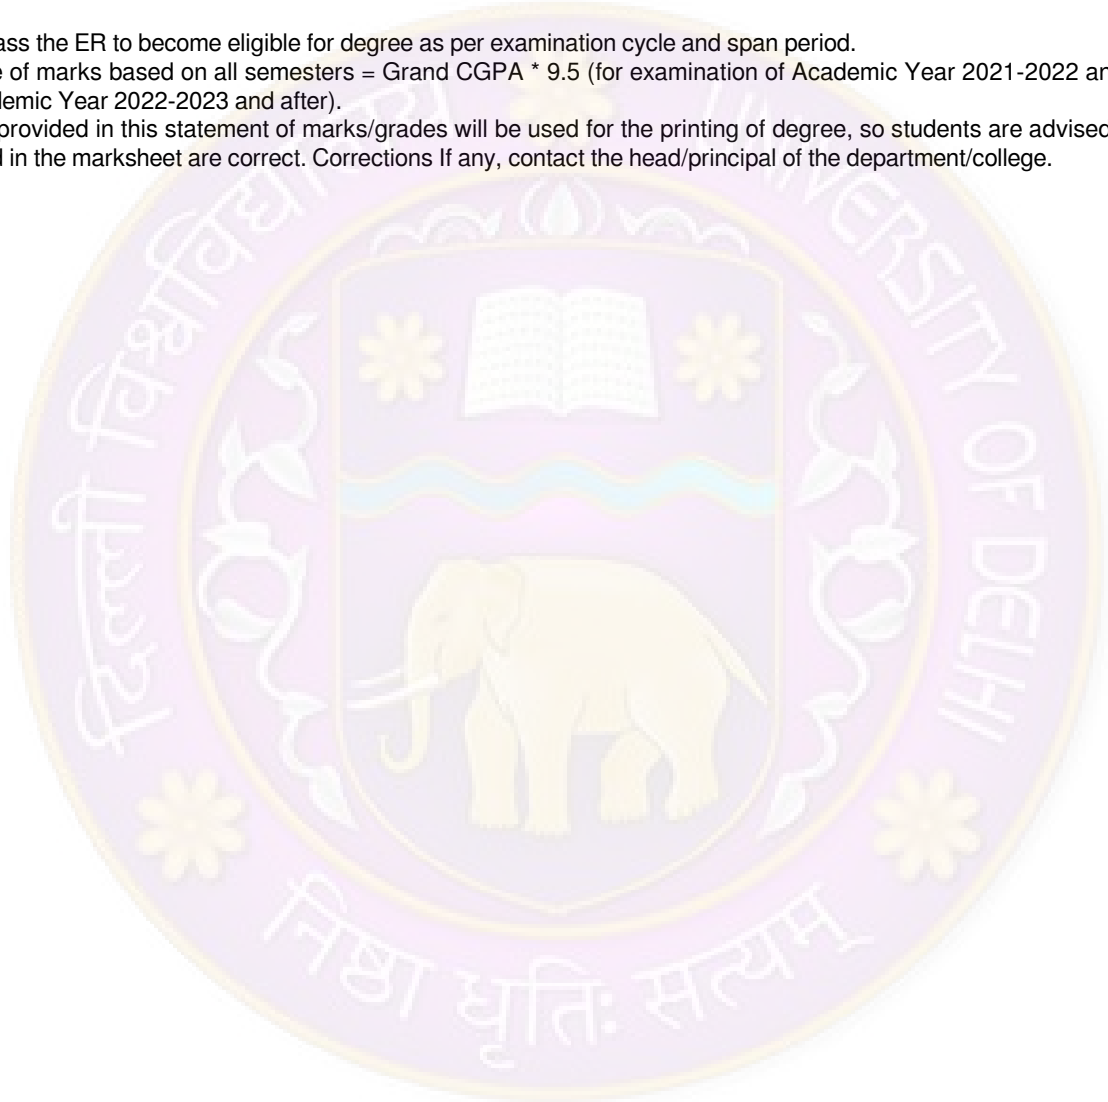 ass the ER to become eligible for degree as per examination cycle and span period.
e of marks based on all semesters = Grand CGPA * 9.5 (for examination of Academic Year 2021-2022 an
demic Year 2022-2023 and after).
provided in this statement of marks/grades will be used for the printing of degree, so students are advised
d in the marksheet are correct. Corrections If any, contact the head/principal of the department/college.
दिल्ली विश्वविद्यालय
UNIVERSITY OF DELHI
निष्ठा धृतिः सत्यम्